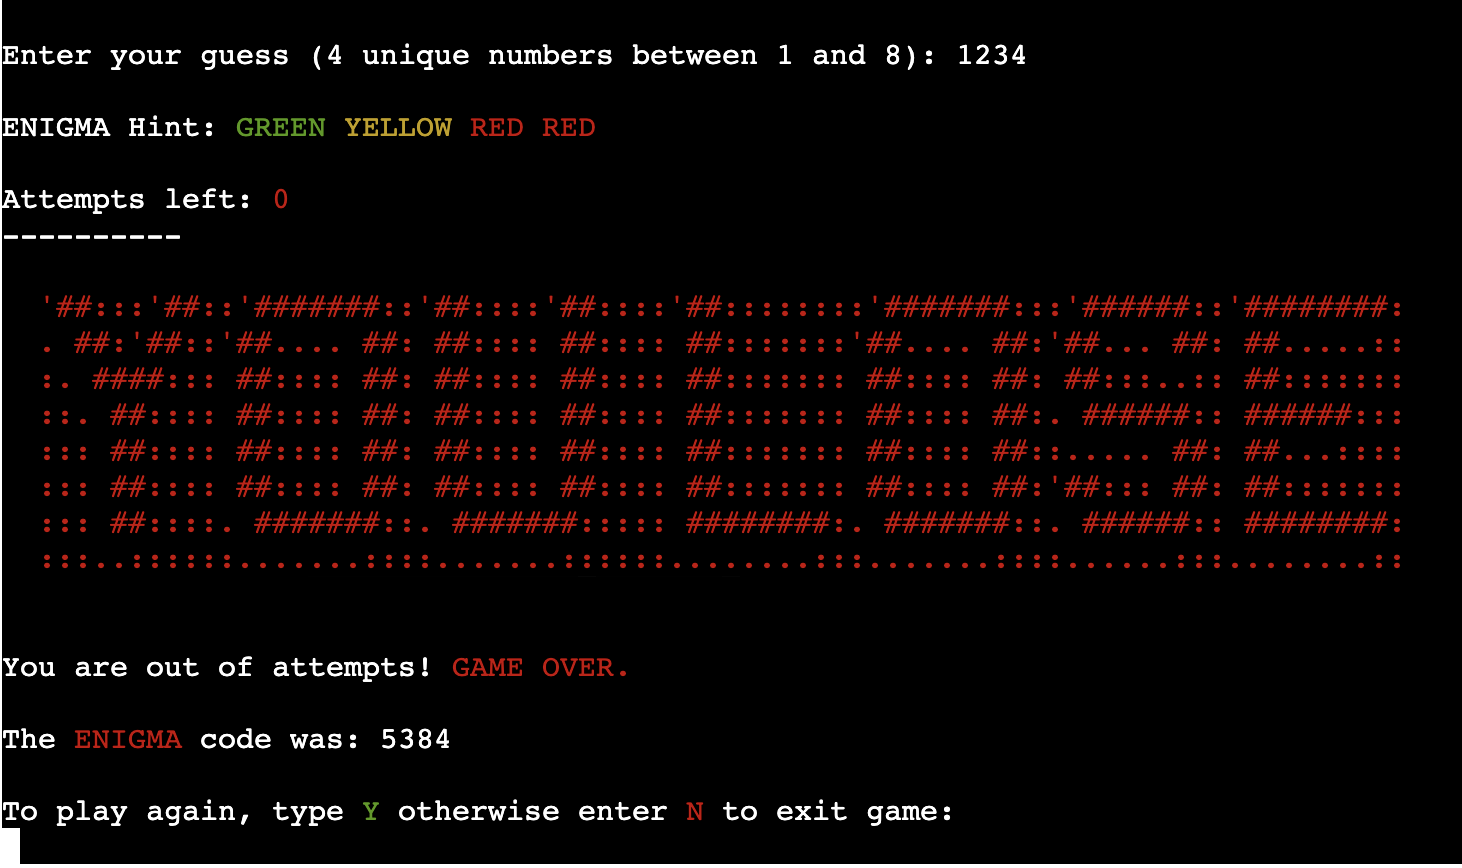 Enter your guess (4 unique numbers between 1 and 8): 1234
ENIGMA Hint: GREEN YELLOW RED RED
Attempts left: 0
----------
YOU LOSE
You are out of attempts! GAME OVER.
The ENIGMA code was: 5384
To play again, type Y otherwise enter N to exit game: